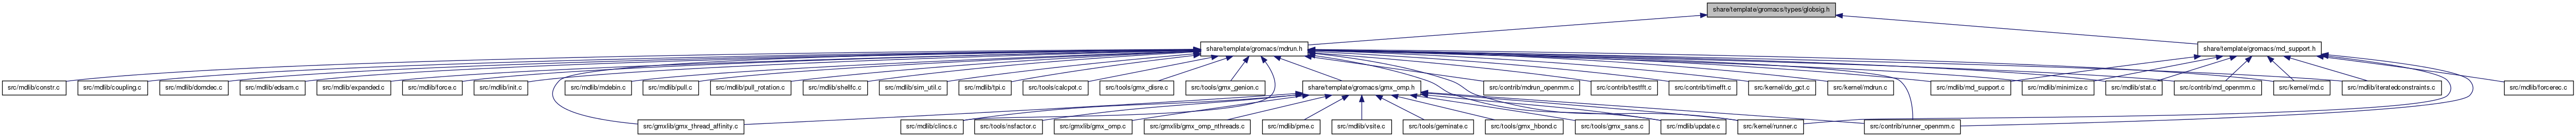 share/template/gromacs/types/globsig.h
share/template/gromacs/mdrun.h
share/template/gromacs/md_support.h
src/mdlib/constr.c
src/mdlib/coupling.c
src/mdlib/domdec.c
src/mdlib/edsam.c
src/mdlib/expanded.c
src/mdlib/force.c
src/mdlib/init.c
src/mdlib/mdebin.c
src/mdlib/pull.c
src/mdlib/pull_rotation.c
src/mdlib/shellfc.c
src/mdlib/sim_util.c
src/mdlib/tpi.c
src/tools/calcpot.c
src/tools/gmx_disre.c
src/tools/gmx_genion.c
share/template/gromacs/gmx_omp.h
src/contrib/mdrun_openmm.c
src/contrib/testfft.c
src/contrib/timefft.c
src/kernel/do_gct.c
src/kernel/mdrun.c
src/mdlib/md_support.c
src/mdlib/minimize.c
src/mdlib/stat.c
src/contrib/md_openmm.c
src/kernel/md.c
src/mdlib/iteratedconstraints.c
src/mdlib/forcerec.c
src/gmxlib/gmx_thread_affinity.c
src/mdlib/clincs.c
src/tools/nsfactor.c
src/gmxlib/gmx_omp.c
src/gmxlib/gmx_omp_nthreads.c
src/mdlib/pme.c
src/mdlib/vsite.c
src/tools/geminate.c
src/tools/gmx_hbond.c
src/tools/gmx_sans.c
src/mdlib/update.c
src/kernel/runner.c
src/contrib/runner_openmm.c